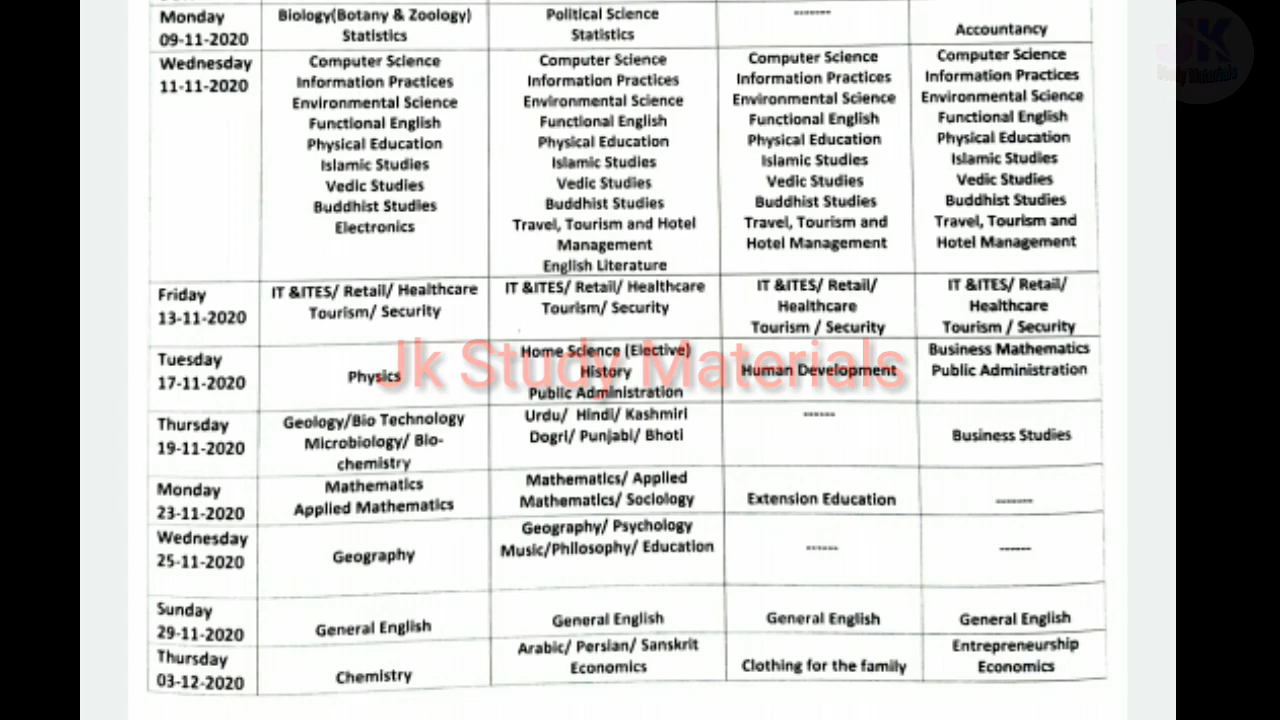 Monday
09-11-2020
Biology(Botany & Zoology)
Statistics
Political Science
Statistics
-------
Accountancy
Wednesday
11-11-2020
Computer Science
Information Practices
Environmental Science
Functional English
Physical Education
Islamic Studies
Vedic Studies
Buddhist Studies
Electronics
Computer Science
Information Practices
Environmental Science
Functional English
Physical Education
Islamic Studies
Vedic Studies
Buddhist Studies
Travel, Tourism and Hotel
Management
English Literature
Computer Science
Information Practices
Environmental Science
Functional English
Physical Education
Islamic Studies
Vedic Studies
Buddhist Studies
Travel, Tourism and
Hotel Management
Computer Science
Information Practices
Environmental Science
Functional English
Physical Education
Islamic Studies
Vedic Studies
Buddhist Studies
Travel, Tourism and
Hotel Management
Friday
13-11-2020
IT &ITES/ Retail/ Healthcare
Tourism/ Security
IT &ITES/ Retail/ Healthcare
Tourism/ Security
IT &ITES/ Retail/
Healthcare
Tourism / Security
IT &ITES/ Retail/
Healthcare
Tourism / Security
Tuesday
17-11-2020
Physics
Home Science (Elective)
History
Public Administration
Human Development
Business Mathematics
Public Administration
Jk Study Materials
Thursday
19-11-2020
Geology/Bio Technology
Microbiology/ Bio-
chemistry
Urdu/ Hindi/ Kashmiri
Dogri/ Punjabi/ Bhoti
------
Business Studies
Monday
23-11-2020
Mathematics
Applied Mathematics
Mathematics/ Applied
Mathematics/ Sociology
Extension Education
-------
Wednesday
25-11-2020
Geography
Geography/ Psychology
Music/Philosophy/ Education
------
------
Sunday
29-11-2020
General English
General English
General English
General English
Thursday
03-12-2020
Chemistry
Arabic/ Persian/ Sanskrit
Economics
Clothing for the family
Entrepreneurship
Economics
JK
Study Materials